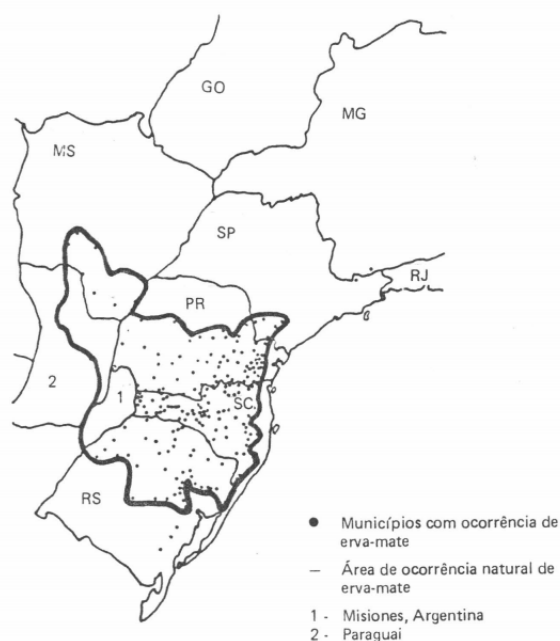 GO
MG
MS
SP
RJ
PR
2
1
SC
RS
● Municípios com ocorrência de
erva-mate
— Área de ocorrência natural de
erva-mate
1 - Misiones, Argentina
2 - Paraguai